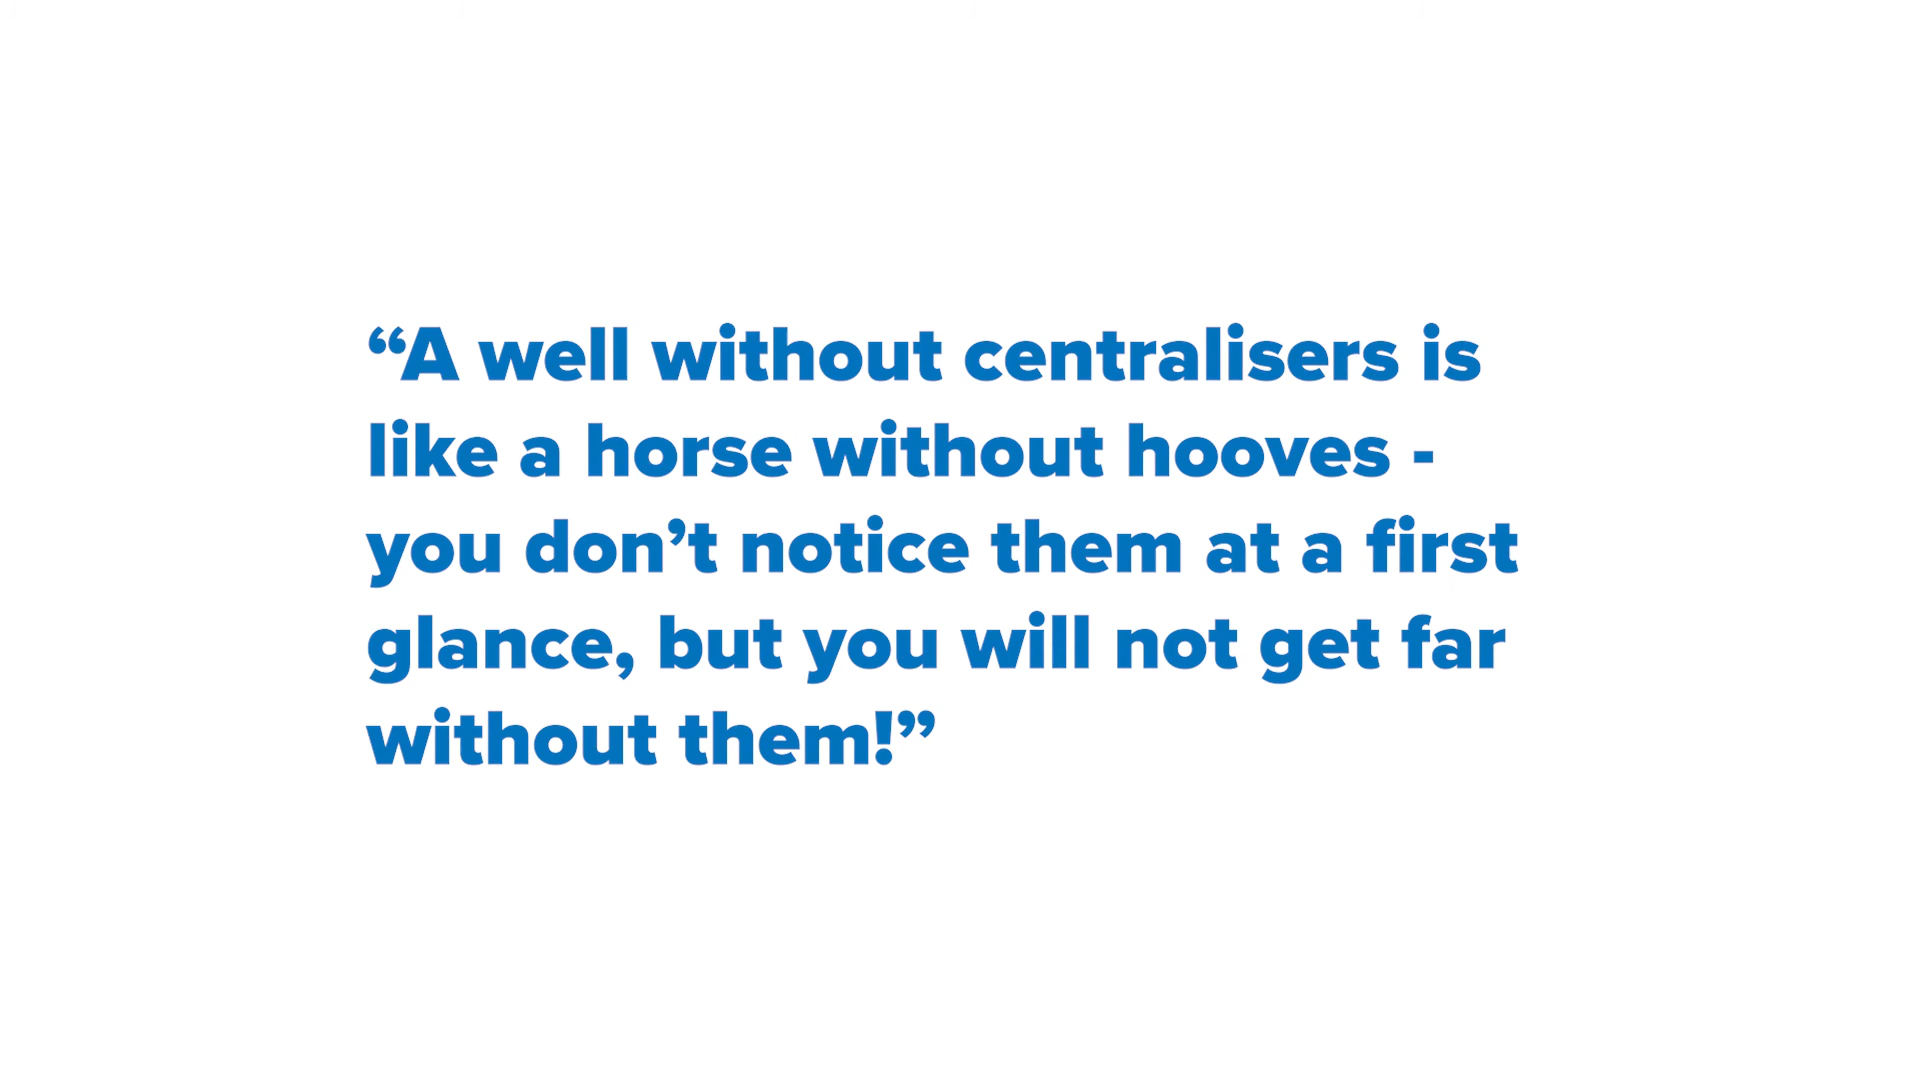 “A well without centralisers is
like a horse without hooves -
you don’t notice them at a first
glance, but you will not get far
without them!”